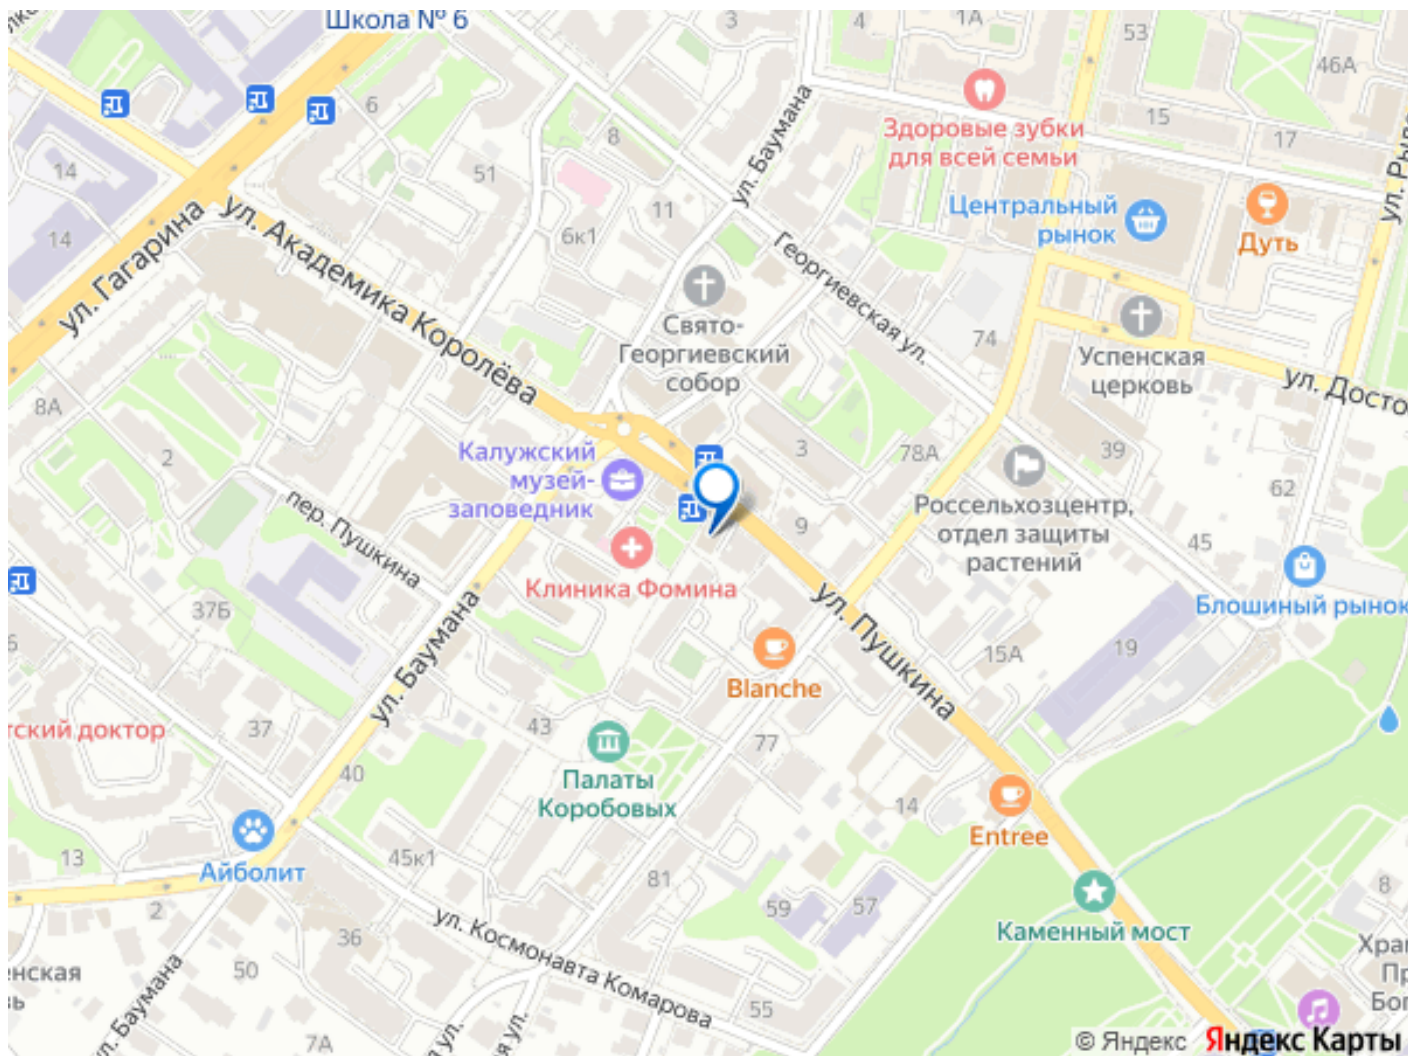 Школа № 6
3
4
1А
53
46А
6
8
15
17
Здоровые зубки
для всей семьи
14
51
ул. Баумана
11
6к1
14
ул. Гагарина
ул. Академика Королёва
Георгиевская ул.
Центральный
рынок
Дуть
Свято-
Георгиевский
собор
74
Успенская
церковь
ул. Досто
8А
2
Калужский
музей-
заповедник
3
78А
39
62
Россельхозцентр,
отдел защиты
растений
9
45
пер. Пушкина
Клиника Фомина
ул. Пушкина
Блошиный рынок
37Б
ул. Баумана
15А
19
Blanche
тский доктор
37
43
77
40
Палаты
Коробовых
14
Entree
13
Айболит
45к1
81
59
57
8
2
36
Каменный мост
ул. Космонавта Комарова
50
55
7А
ул. Баумана
© Яндекс
Яндекс Карты